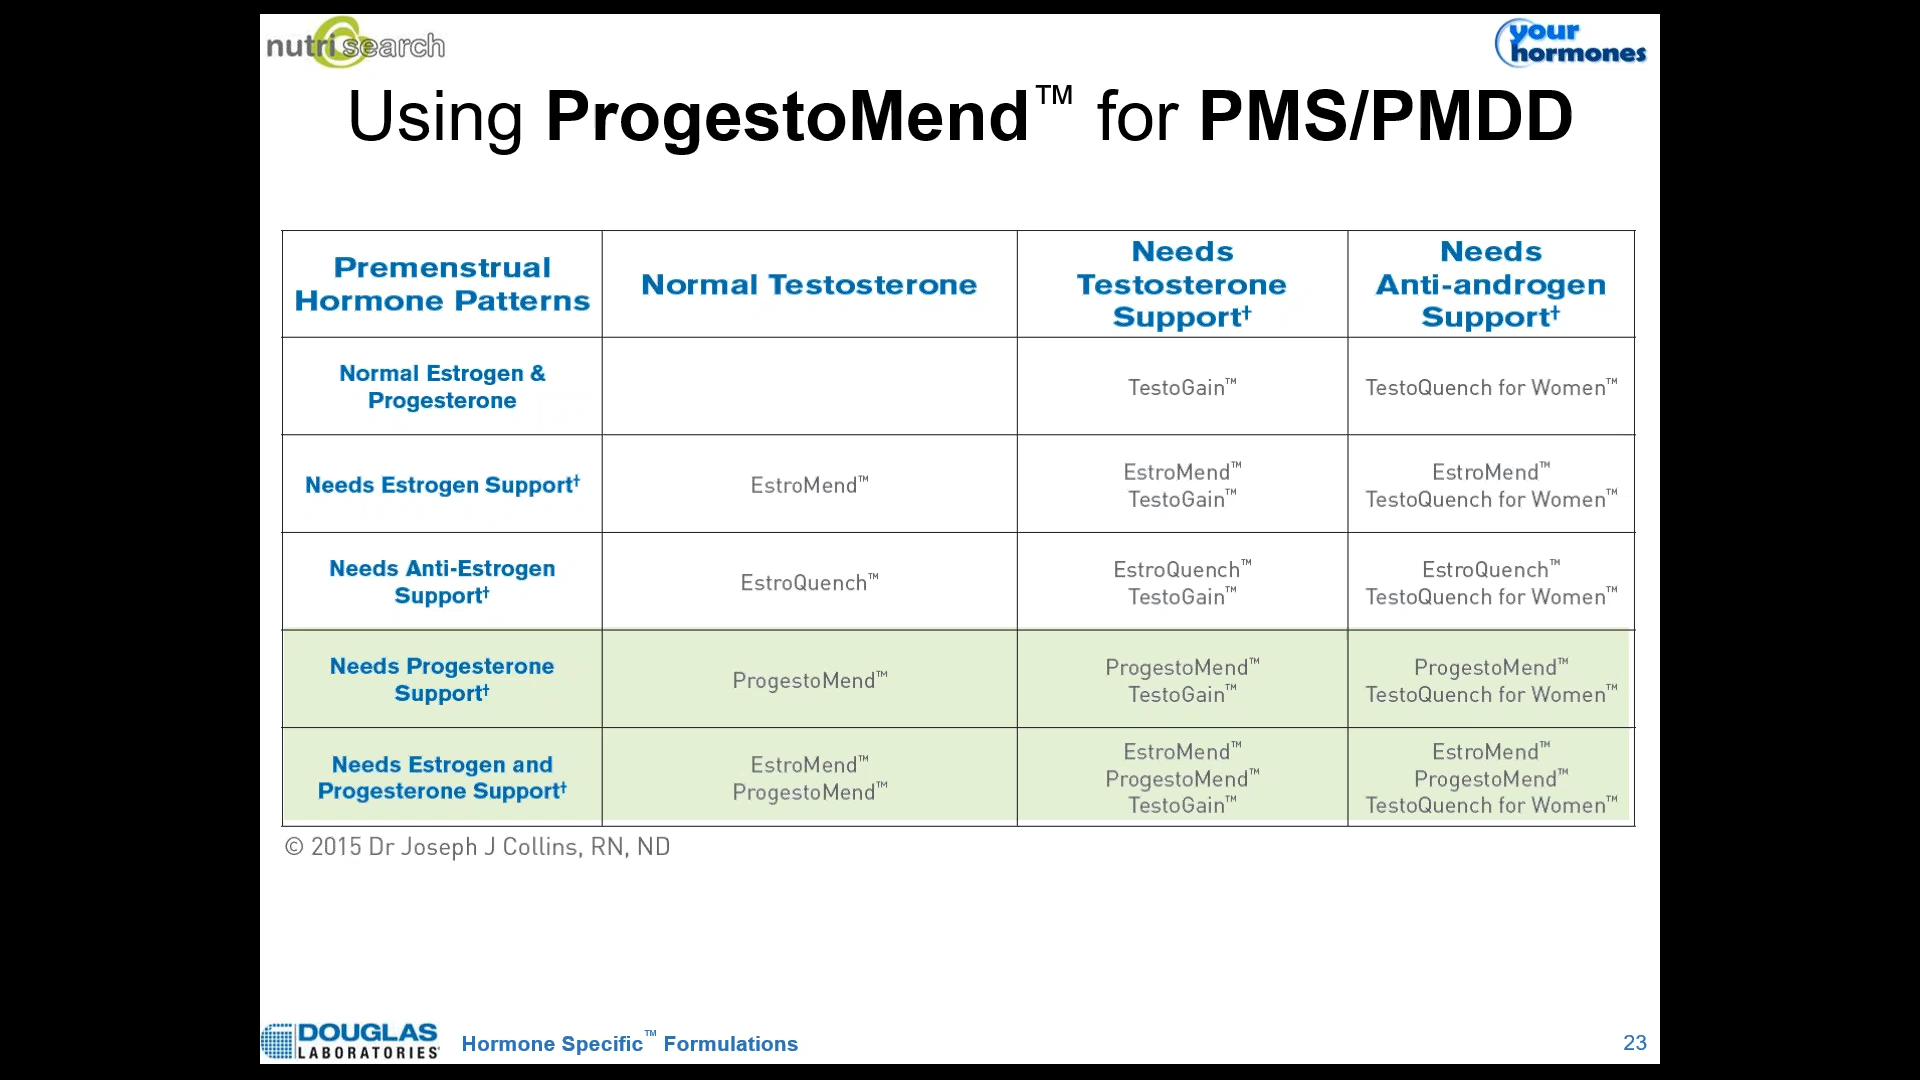 nutrisearch
your
hormones
Using ProgestoMend™ for PMS/PMDD
Premenstrual
Hormone Patterns
Normal Testosterone
Needs
Testosterone
Support†
Needs
Anti-androgen
Support†
Normal Estrogen &
Progesterone
TestoGain™
TestoQuench for Women™
Needs Estrogen Support†
EstroMend™
EstroMend™
TestoGain™
EstroMend™
TestoQuench for Women™
Needs Anti-Estrogen
Support†
EstroQuench™
EstroQuench™
TestoGain™
EstroQuench™
TestoQuench for Women™
Needs Progesterone
Support†
ProgestoMend™
ProgestoMend™
TestoGain™
ProgestoMend™
TestoQuench for Women™
Needs Estrogen and
Progesterone Support†
EstroMend™
ProgestoMend™
EstroMend™
ProgestoMend™
TestoGain™
EstroMend™
ProgestoMend™
TestoQuench for Women™
© 2015 Dr Joseph J Collins, RN, ND
DOUGLAS
LABORATORIES
Hormone Specific™ Formulations
23